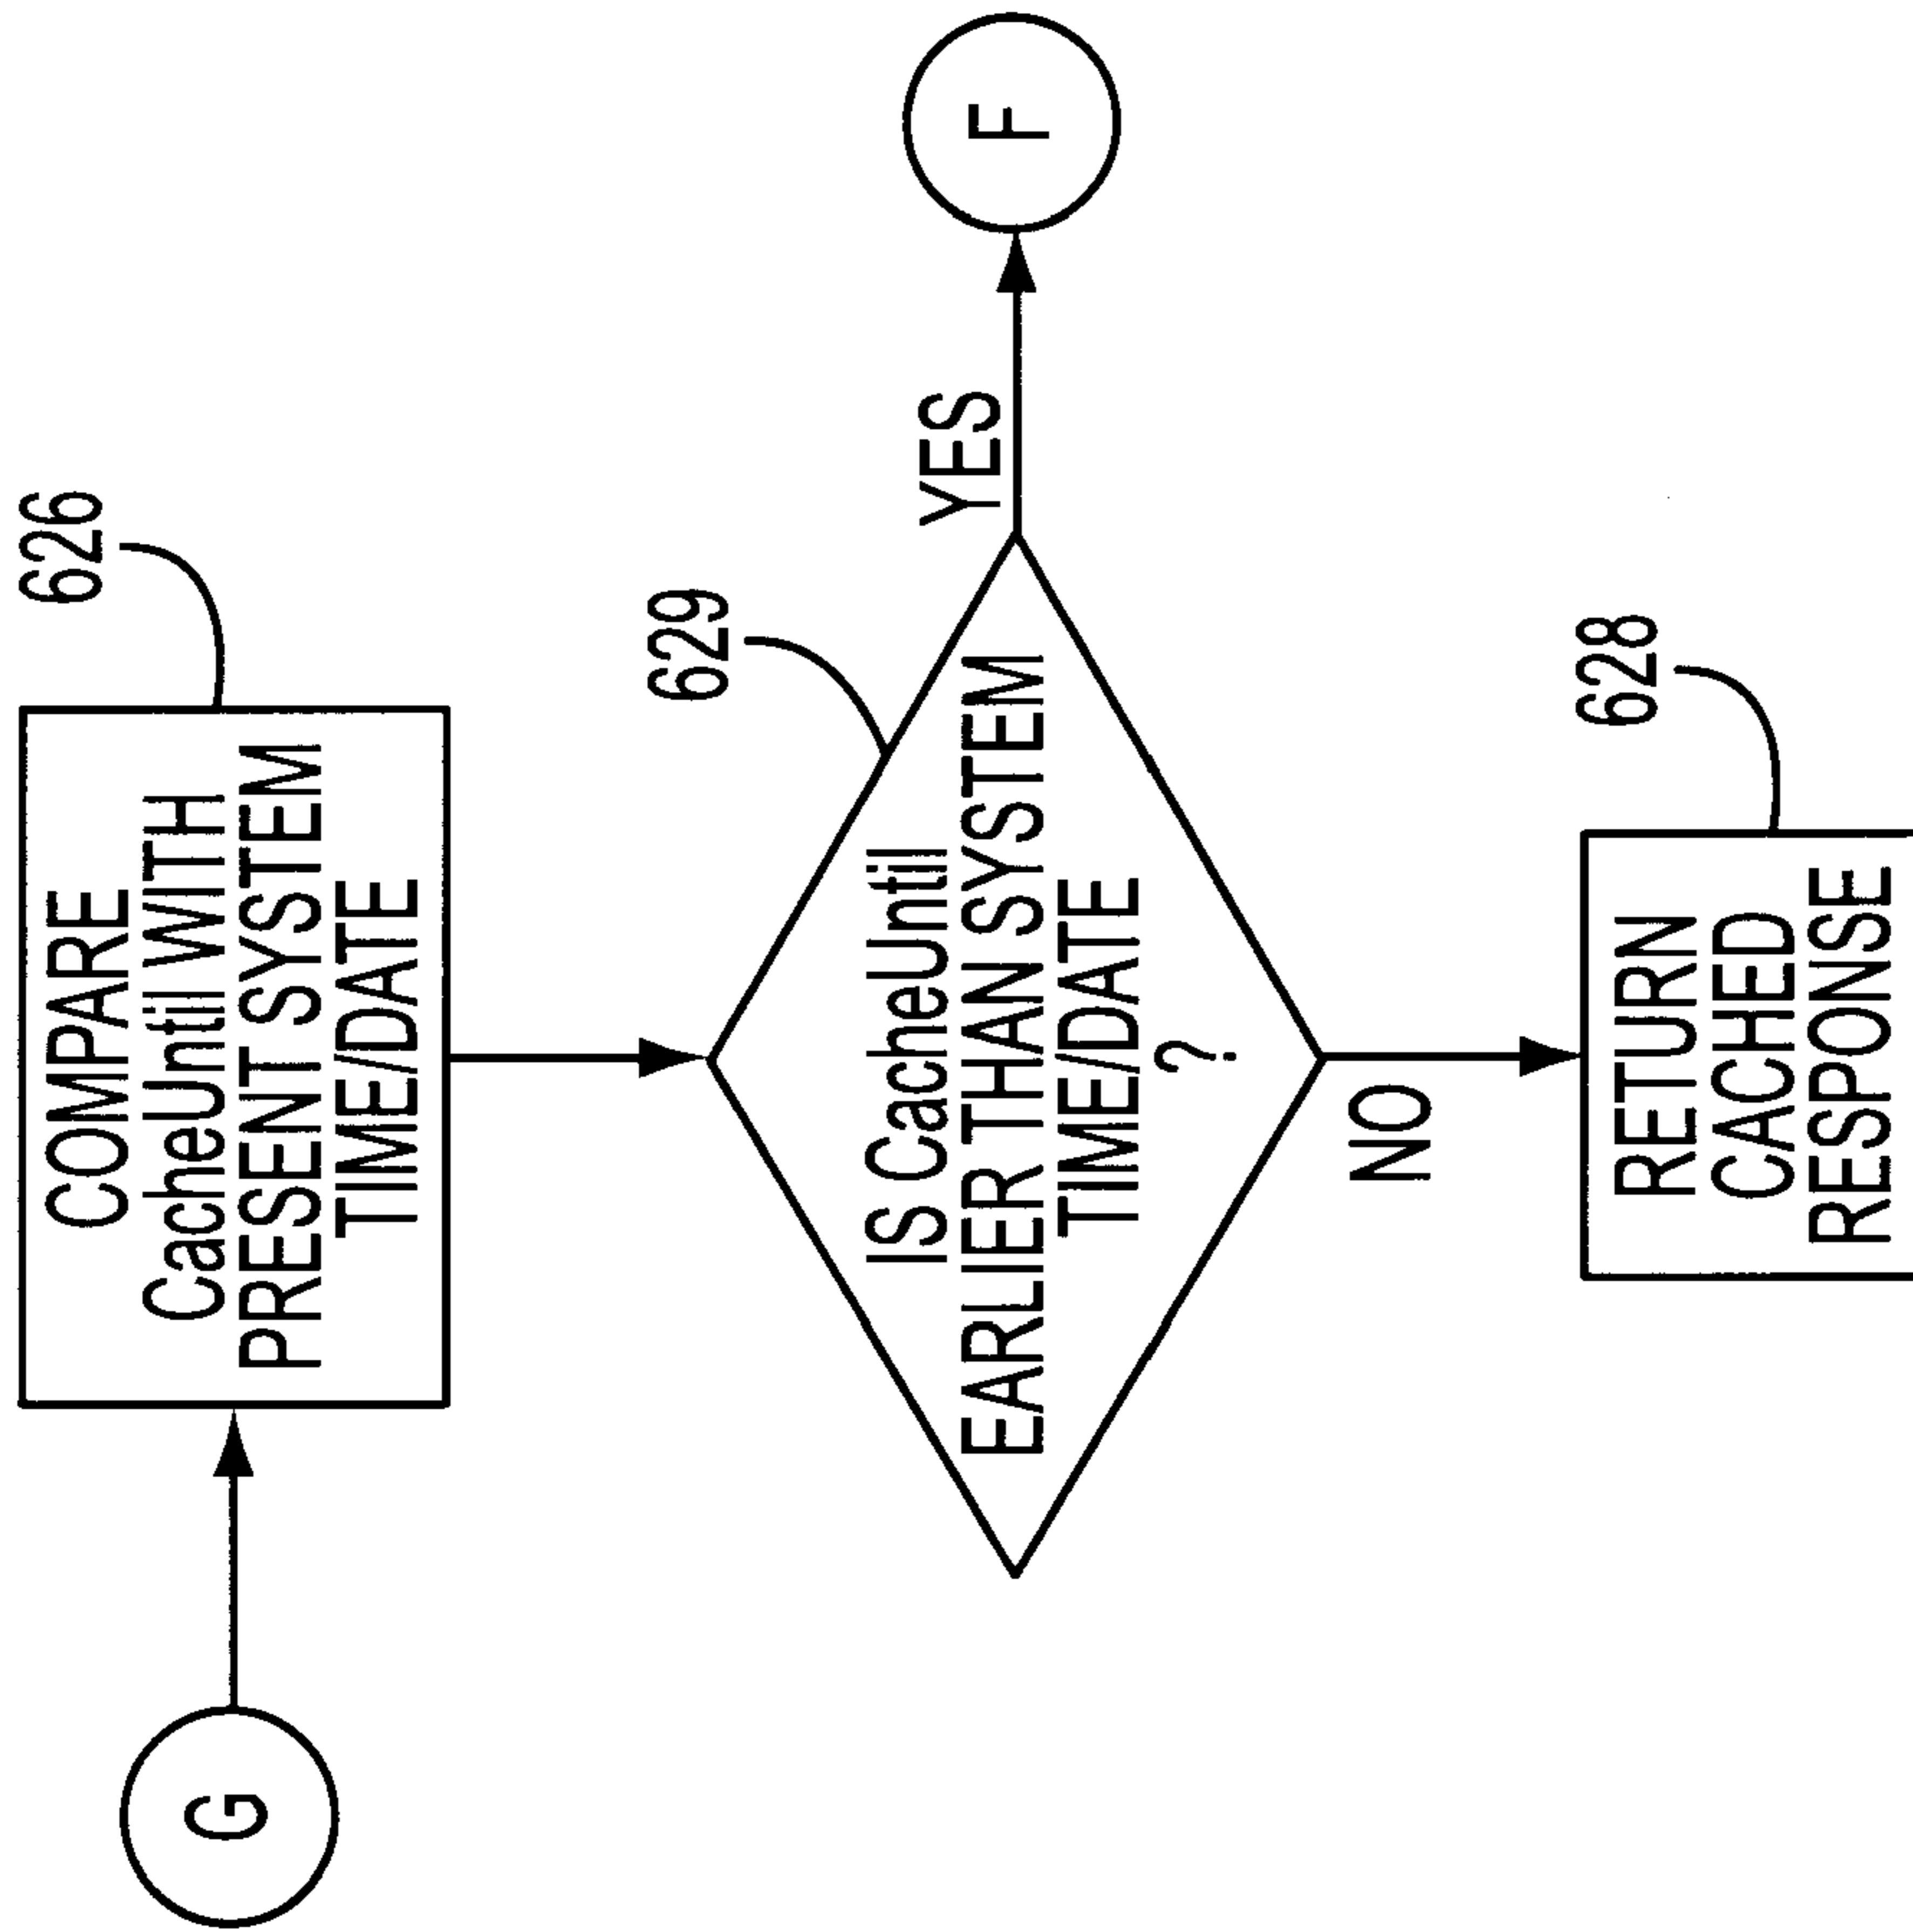 G
626
COMPARE
CacheUntil WITH
PRESENT SYSTEM
TIME/DATE
629
IS CacheUntil
EARLIER THAN SYSTEM
TIME/DATE
?
YES
F
NO
628
RETURN
CACHED
RESPONSE